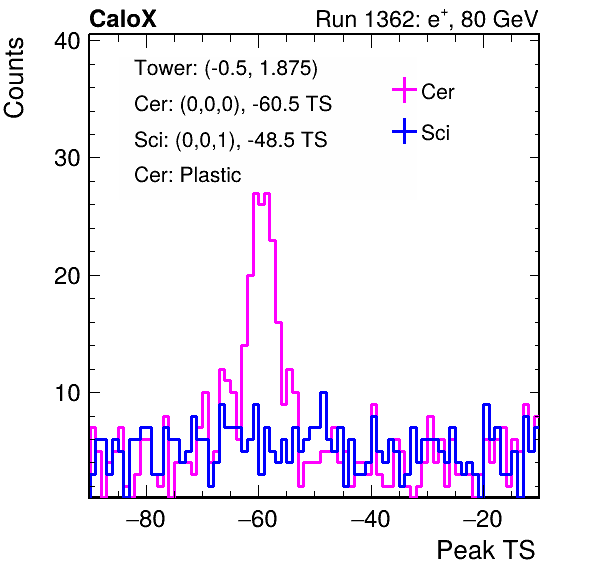 CaloX Run 1362: e⁺, 80 GeV
Counts
Tower: (-0.5, 1.875)
Cer: (0,0,0), -60.5 TS
Sci: (0,0,1), -48.5 TS
Cer: Plastic
Cer
Sci
40
30
20
10
−80 −60 −40 −20
Peak TS